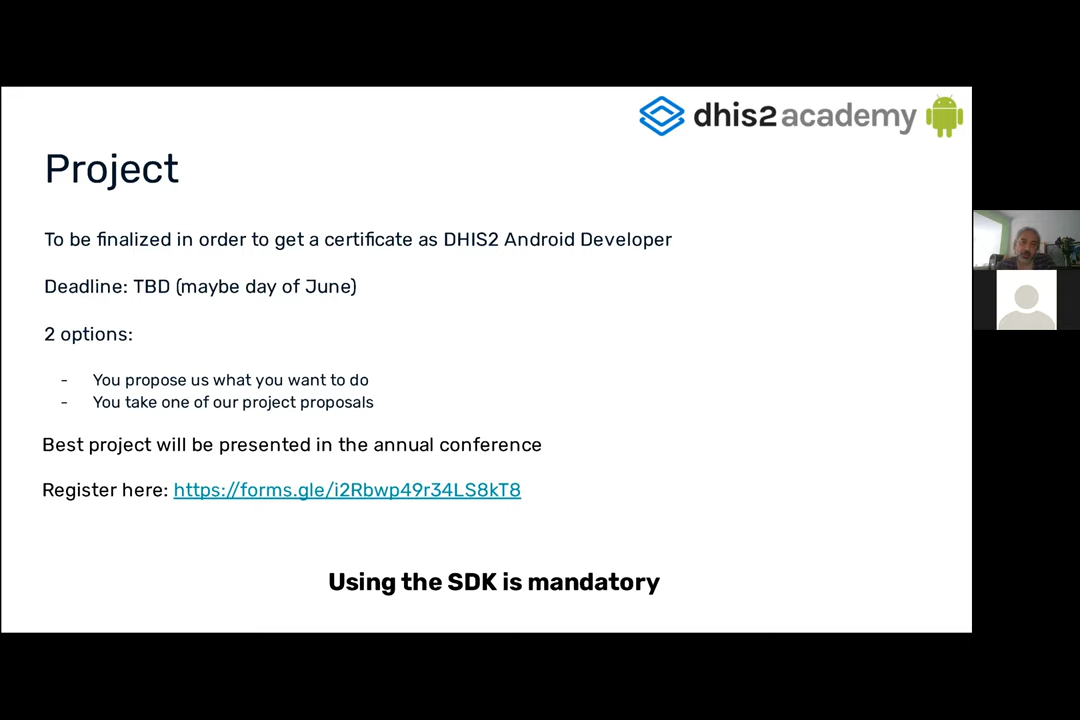 dhis2academy
Project
To be finalized in order to get a certificate as DHIS2 Android Developer
Deadline: TBD (maybe day of June)
2 options:
- You propose us what you want to do
- You take one of our project proposals
Best project will be presented in the annual conference
Register here: https://forms.gle/i2Rbwp49r34LS8kT8
Using the SDK is mandatory